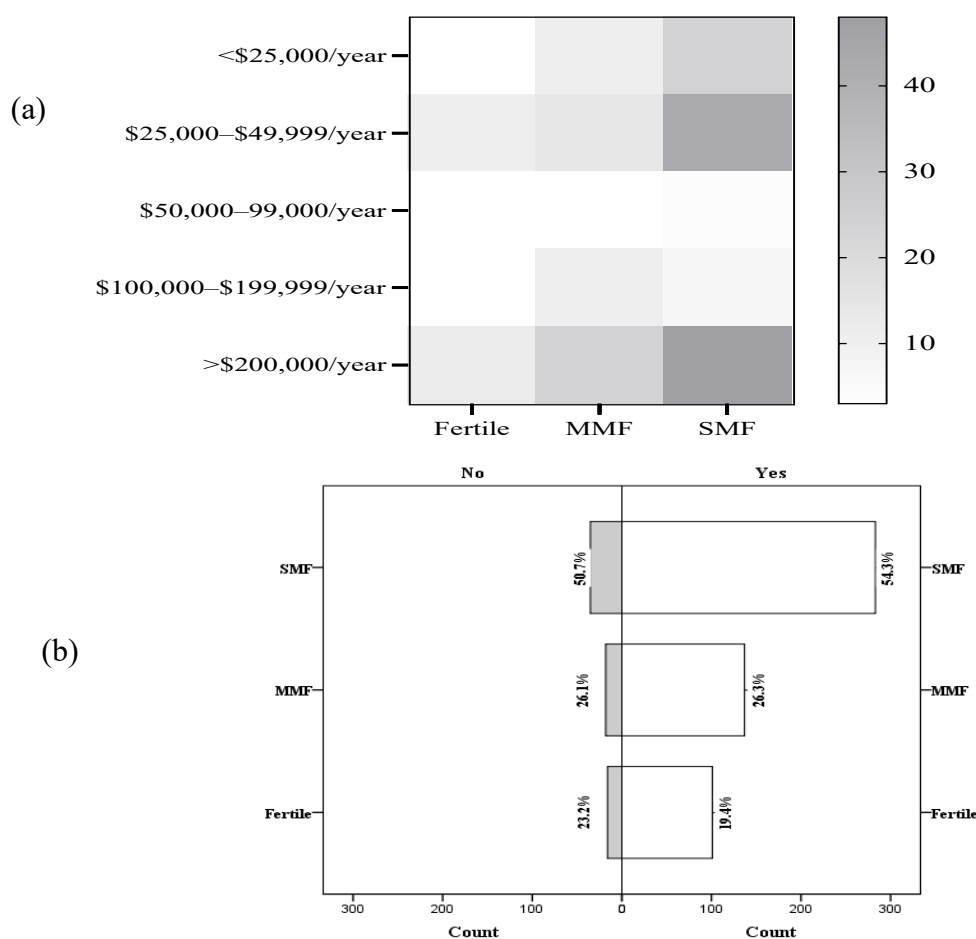 (a)
<$25,000/year
$25,000–$49,999/year
$50,000–99,000/year
$100,000–$199,999/year
>$200,000/year
Fertile MMF SMF
40
30
20
10
(b)
No Yes
SMF 50.7% 54.3% SMF
MMF 26.1% 26.3% MMF
Fertile 23.2% 19.4% Fertile
300 200 100 0 100 200 300
Count Count